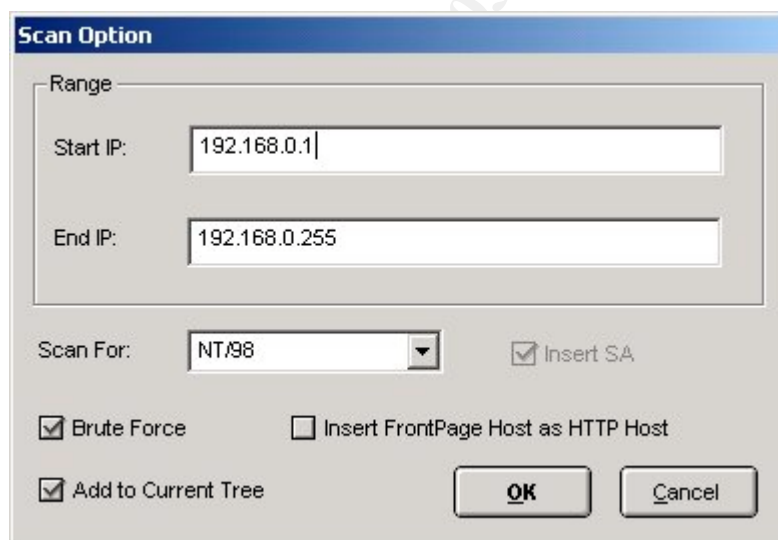 Scan Option
Range
Start IP: 192.168.0.1
End IP: 192.168.0.255
Scan For: NT/98 Insert SA
Brute Force Insert FrontPage Host as HTTP Host
Add to Current Tree OK Cancel